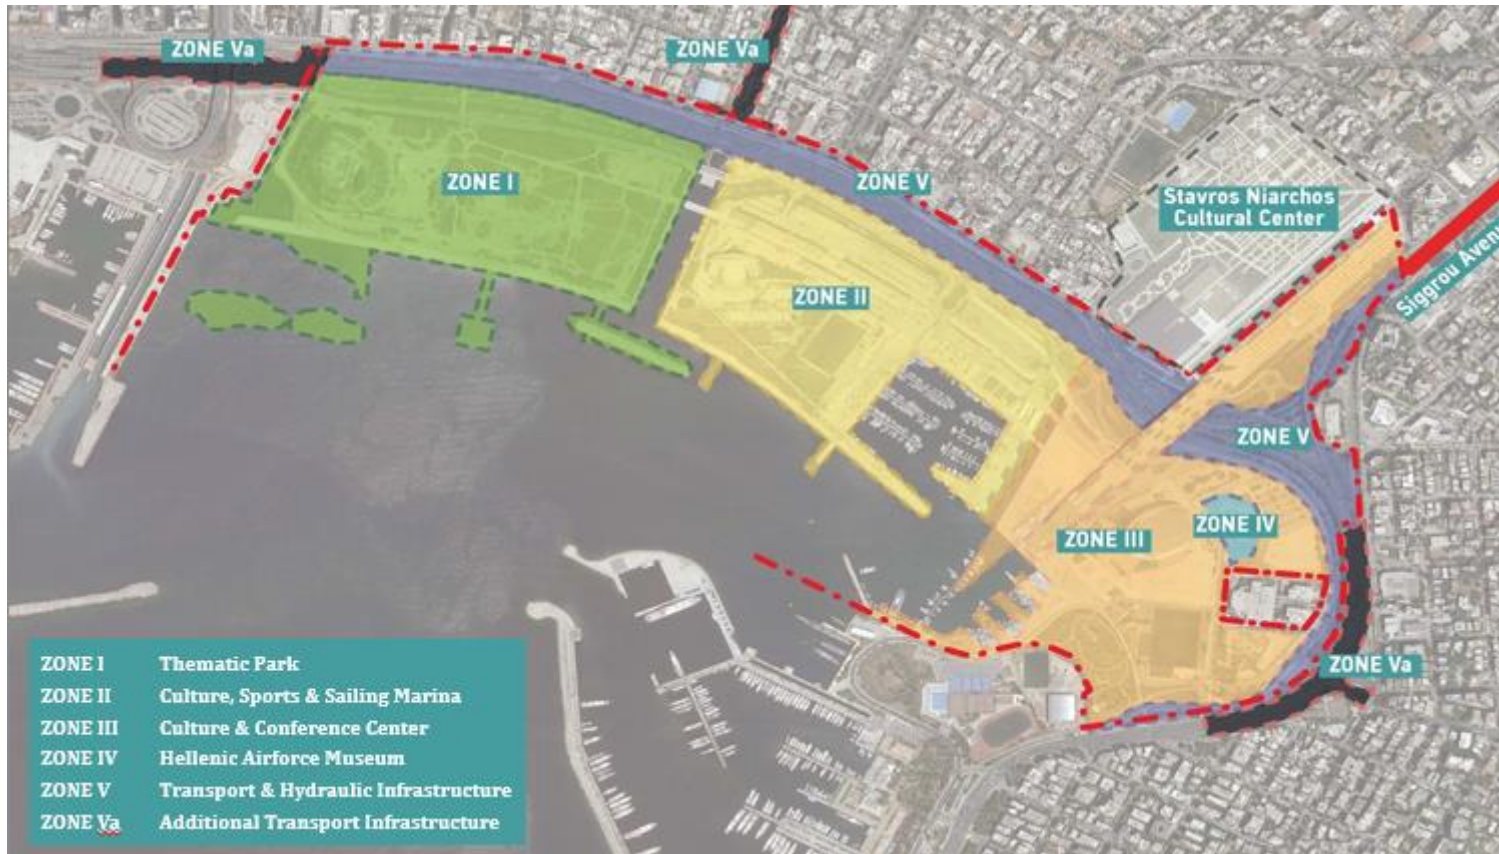 ZONE Va
ZONE Va
ZONE I
ZONE V
Stavros Niarchos
Cultural Center
Siggrou Avenu
ZONE II
ZONE V
ZONE IV
ZONE III
ZONE Va
ZONE I Thematic Park
ZONE II Culture, Sports & Sailing Marina
ZONE III Culture & Conference Center
ZONE IV Hellenic Airforce Museum
ZONE V Transport & Hydraulic Infrastructure
ZONE Va Additional Transport Infrastructure